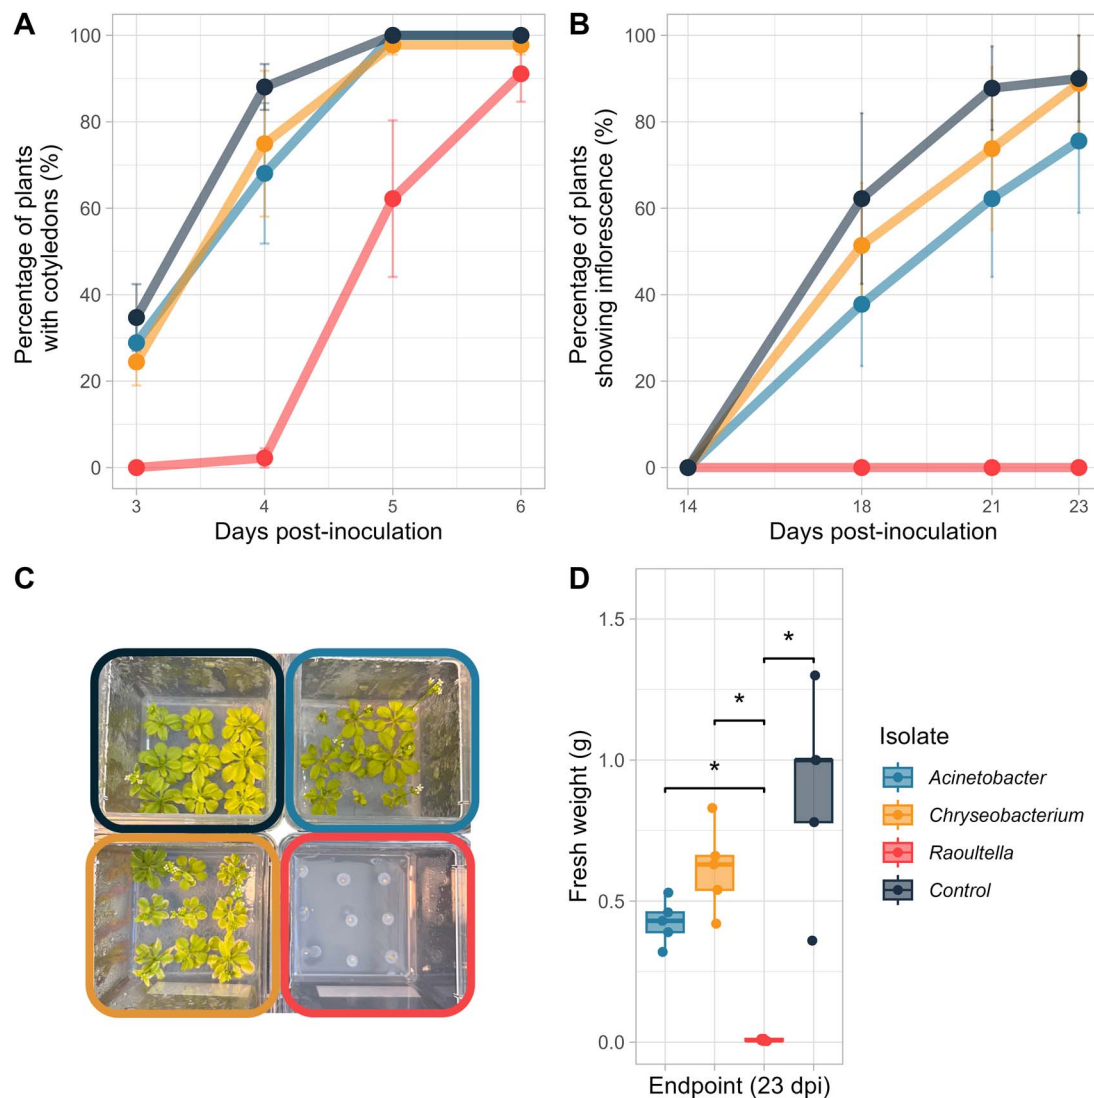 A
100
80
60
40
20
0
Percentage of plants
with cotyledons (%)
3
4
5
6
Days post-inoculation
B
100
80
60
40
20
0
Percentage of plants
showing inflorescence (%)
14
18
21
23
Days post-inoculation
C
D
1.5
1.0
0.5
0.0
Fresh weight (g)
*
*
*
Endpoint (23 dpi)
Isolate
Acinetobacter
Chryseobacterium
Raoultella
Control